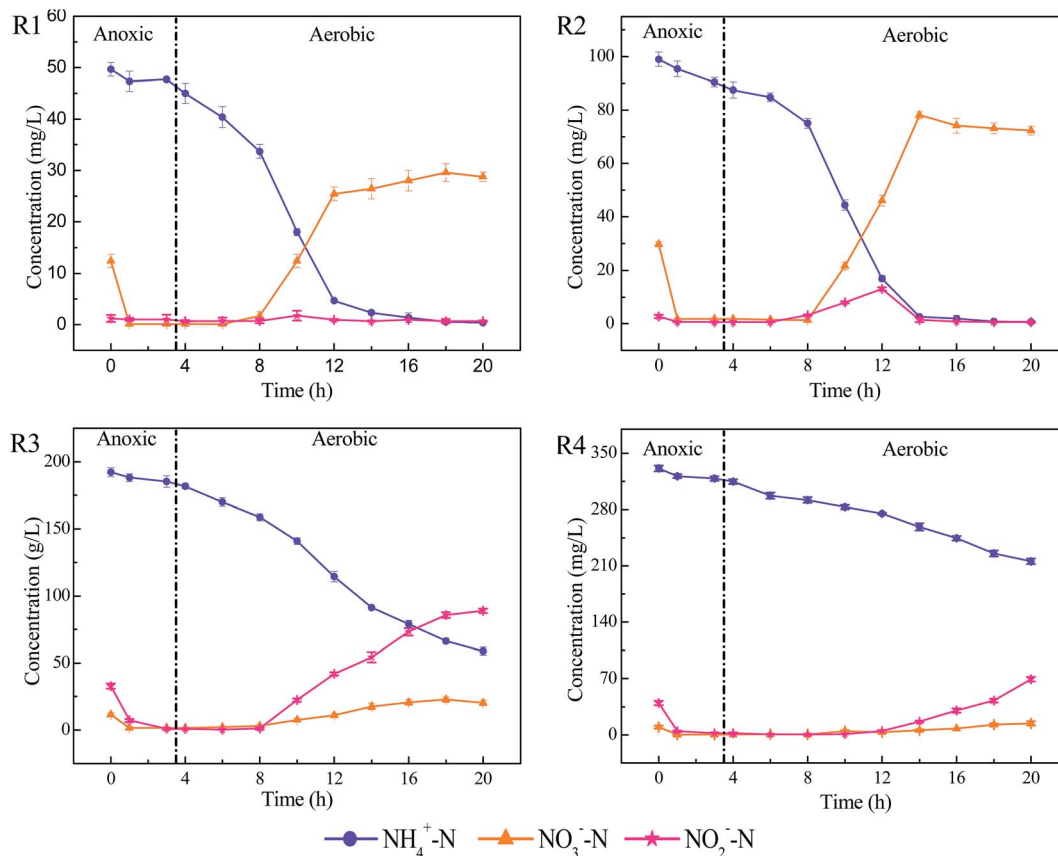 R1
Anoxic
Aerobic
Concentration (mg/L)
60
50
40
30
20
10
0
0 4 8 12 16 20
Time (h)
R2
Anoxic
Aerobic
Concentration (mg/L)
100
80
60
40
20
0
0 4 8 12 16 20
Time (h)
R3
Anoxic
Aerobic
Concentration (g/L)
200
150
100
50
0
0 4 8 12 16 20
Time (h)
R4
Anoxic
Aerobic
Concentration (mg/L)
350
280
210
140
70
0
0 4 8 12 16 20
Time (h)
NH₄⁺-N NO₃⁻-N NO₂⁻-N